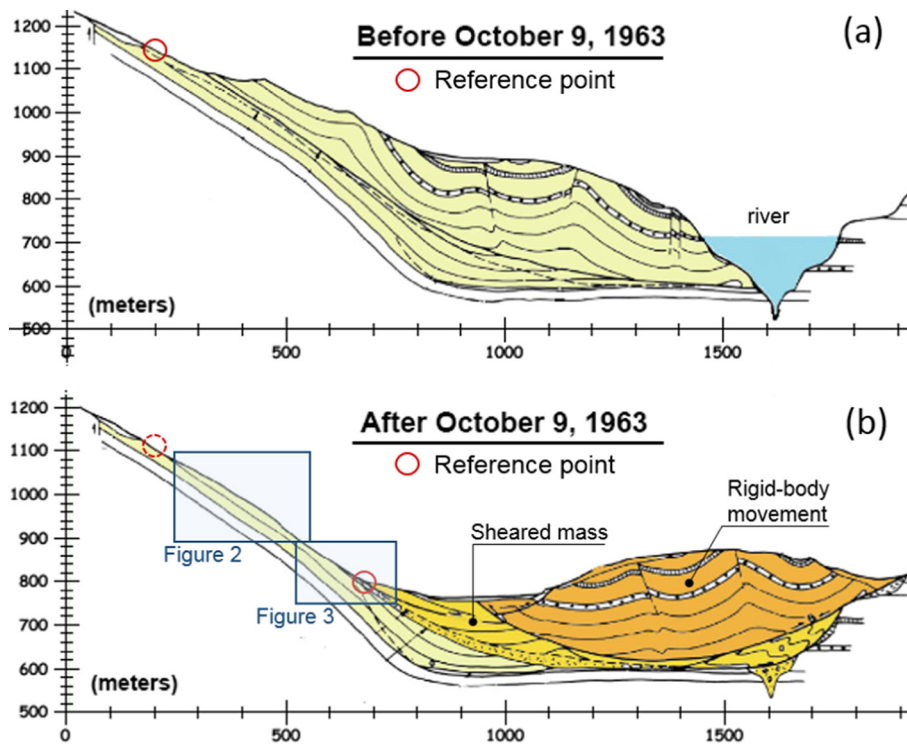 (a)
Before October 9, 1963
Reference point
river
1200
1100
1000
900
800
700
600
500
(meters)
0 500 1000 1500
(b)
After October 9, 1963
Reference point
Rigid-body
movement
Sheared mass
Figure 2
Figure 3
1200
1100
1000
900
800
700
600
500
(meters)
0 500 1000 1500